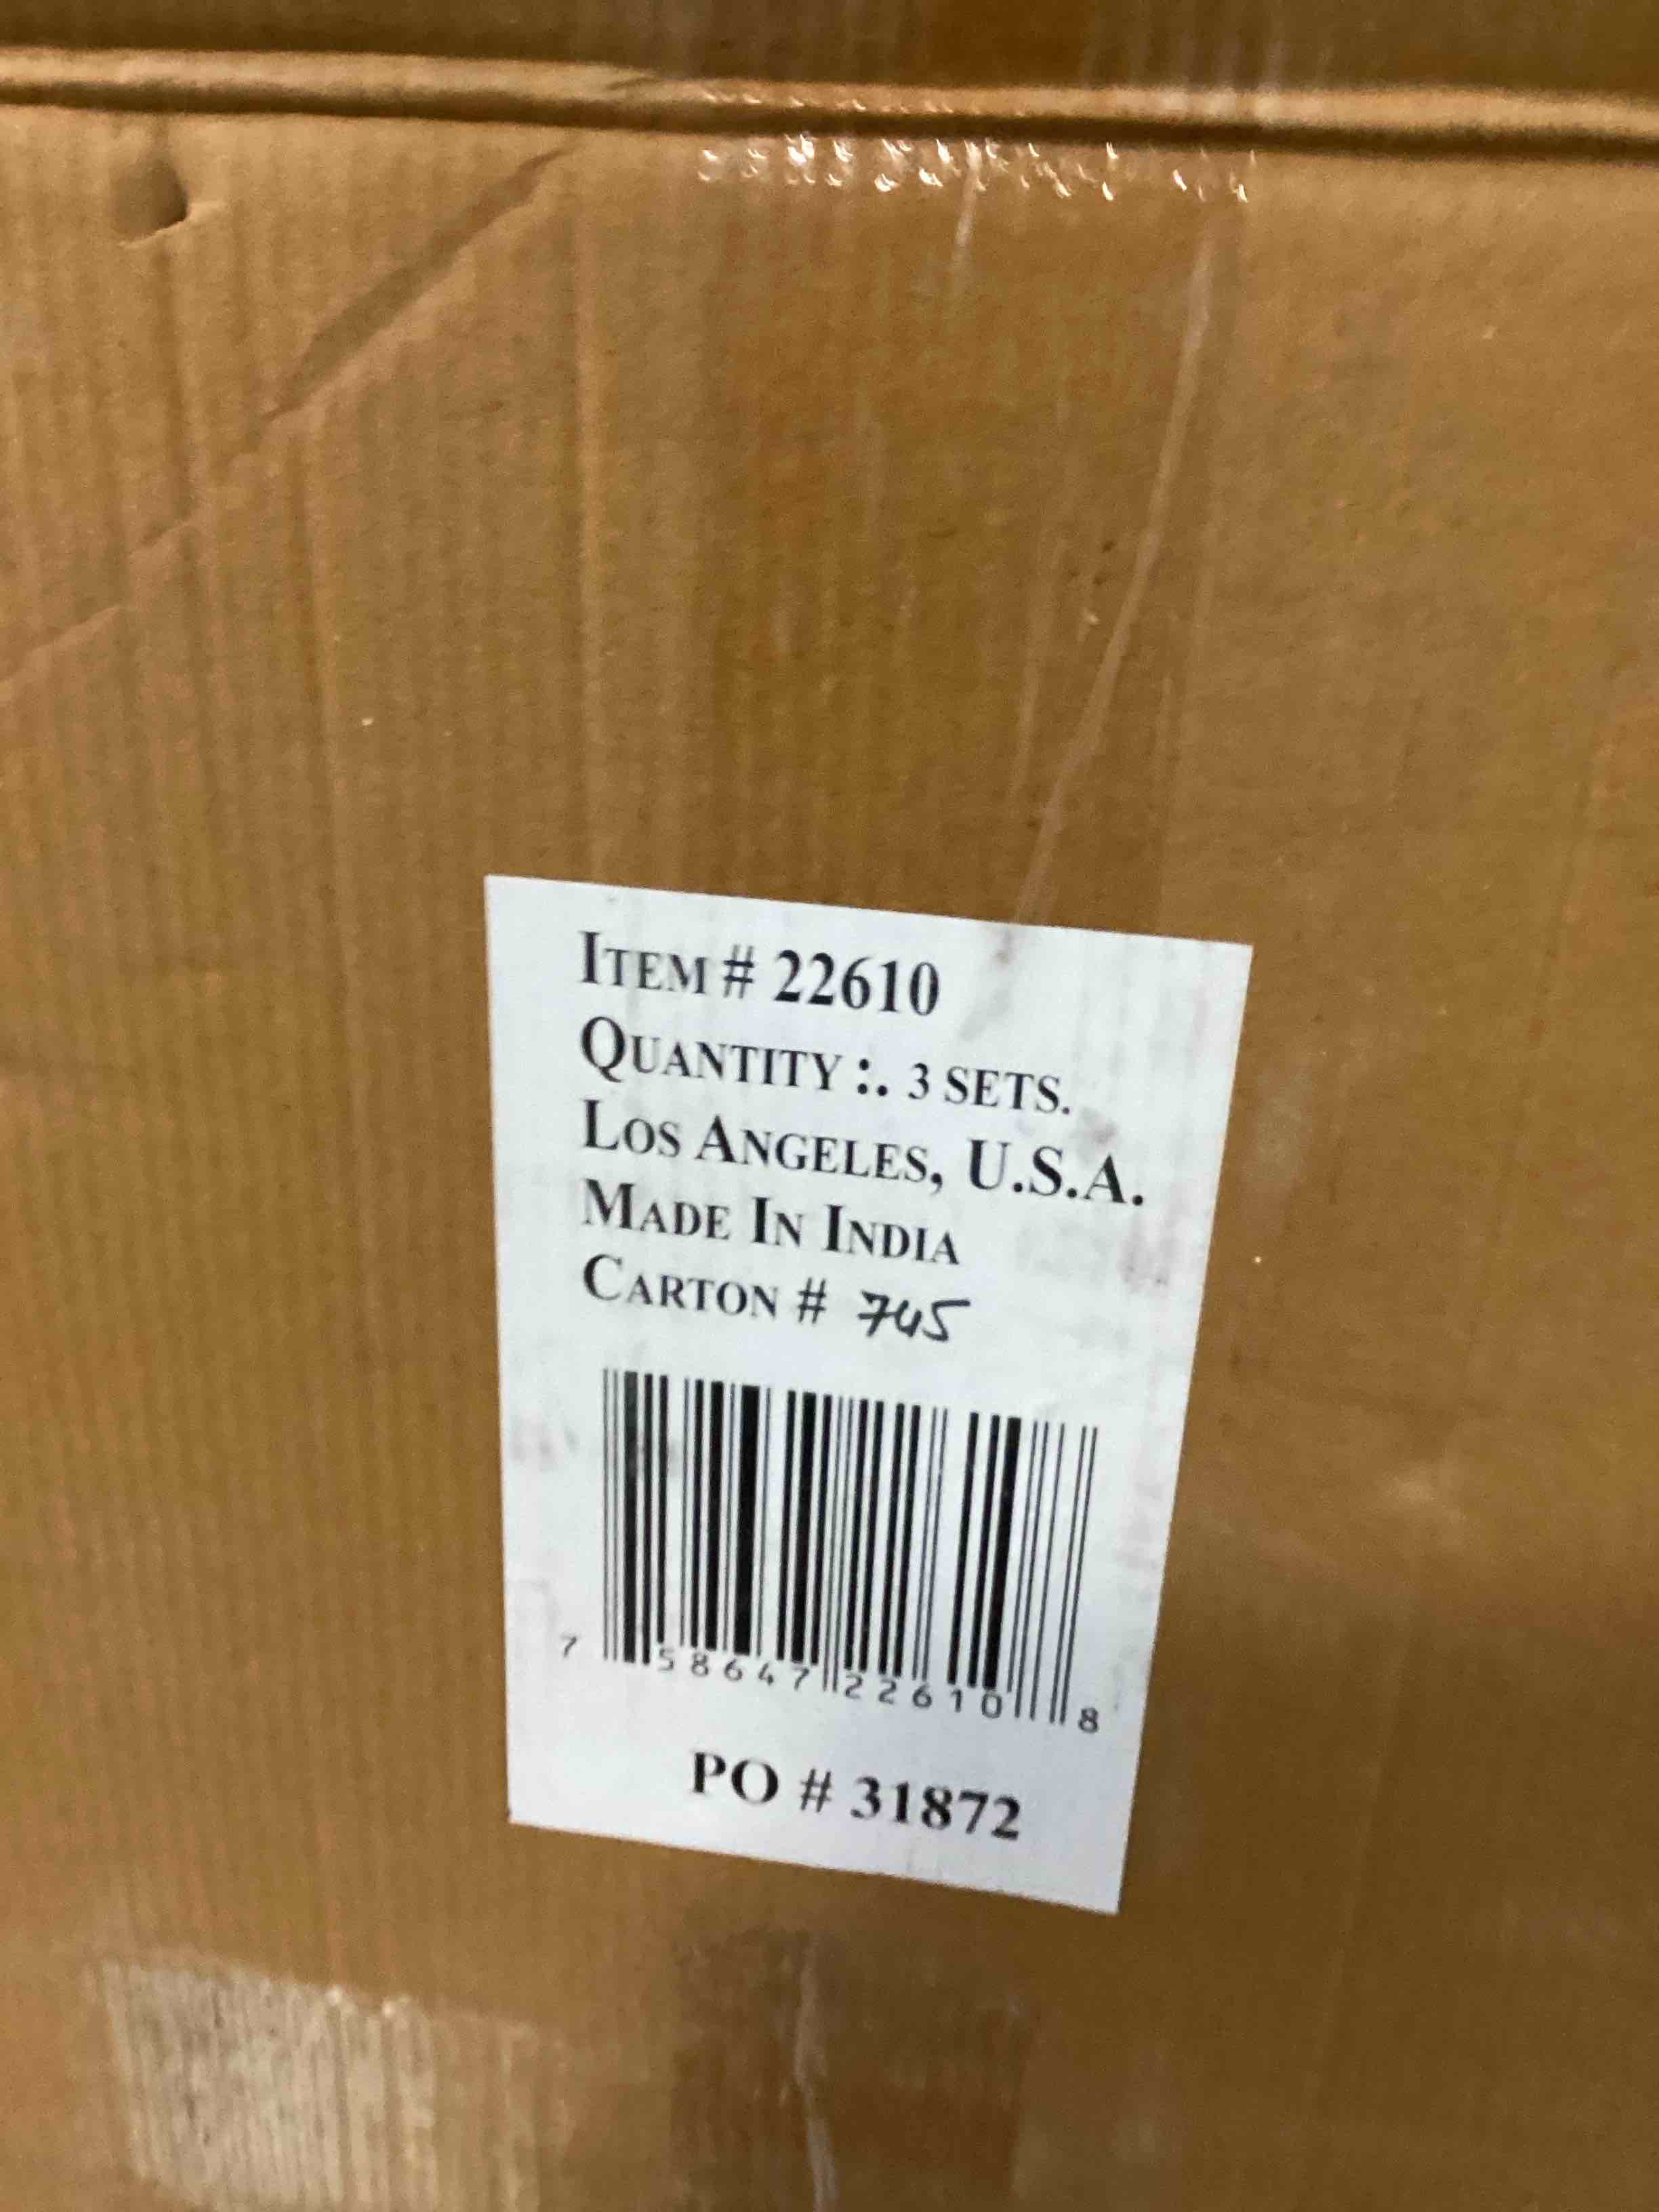 ITEM # 22610
QUANTITY :. 3 SETS.
LOS ANGELES, U.S.A.
MADE IN INDIA
CARTON # 745
7 58647 22610 8
PO # 31872